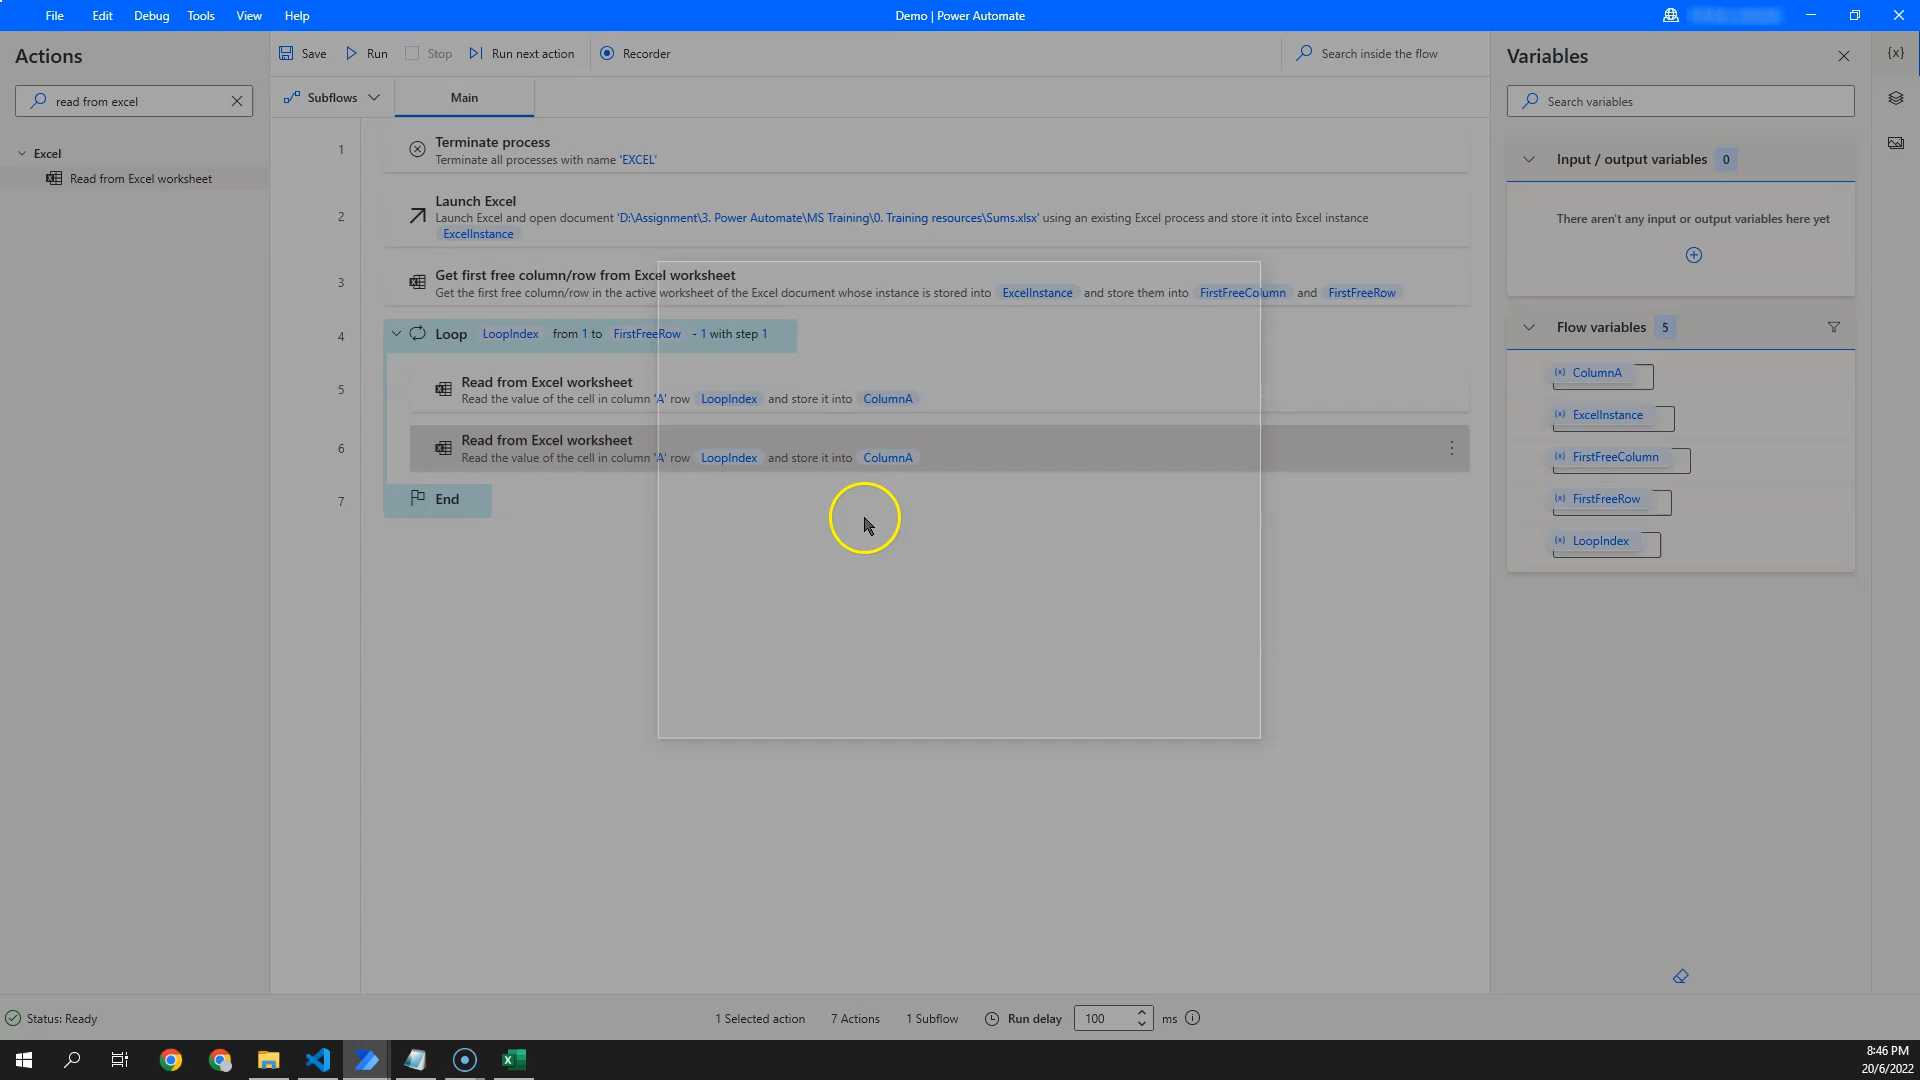 File Edit Debug Tools View Help Demo | Power Automate
Actions
read from excel
Excel
Read from Excel worksheet
Save Run Stop Run next action Recorder Search inside the flow
Subflows Main
1 Terminate process
Terminate all processes with name 'EXCEL'
2 Launch Excel
Launch Excel and open document 'D:\Assignment\3. Power Automate\MS Training\0. Training resources\Sums.xlsx' using an existing Excel process and store it into Excel instance
ExcelInstance
3 Get first free column/row from Excel worksheet
Get the first free column/row in the active worksheet of the Excel document whose instance is stored into ExcelInstance and store them into FirstFreeColumn and FirstFreeRow
4 Loop LoopIndex from 1 to FirstFreeRow - 1 with step 1
5 Read from Excel worksheet
Read the value of the cell in column 'A' row LoopIndex and store it into ColumnA
6 Read from Excel worksheet
Read the value of the cell in column 'A' row LoopIndex and store it into ColumnA
7 End
Variables
{x}
Search variables
Input / output variables 0
There aren't any input or output variables here yet
Flow variables 5
(x) ColumnA
(x) ExcelInstance
(x) FirstFreeColumn
(x) FirstFreeRow
(x) LoopIndex
Status: Ready 1 Selected action 7 Actions 1 Subflow Run delay 100 ms
8:46 PM
20/6/2022